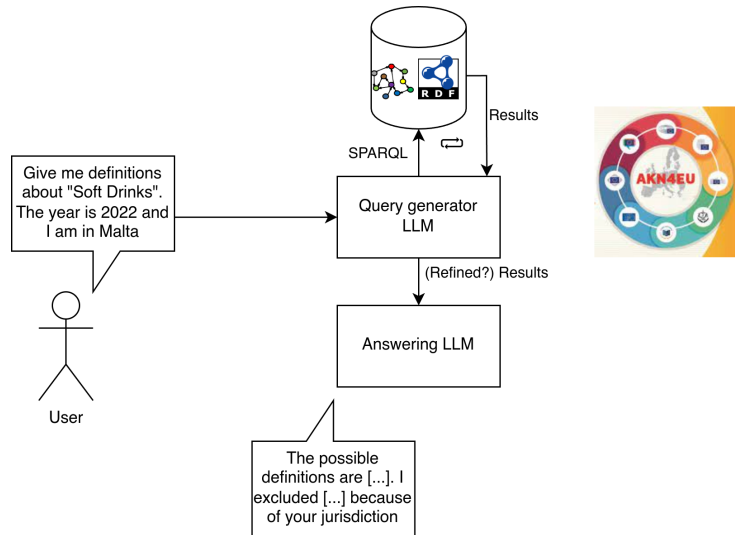 R D F
Results
SPARQL
Give me definitions
about "Soft Drinks".
The year is 2022 and
I am in Malta
Query generator
LLM
AKN4EU
(Refined?) Results
Answering LLM
User
The possible
definitions are [...]. I
excluded [...] because
of your jurisdiction